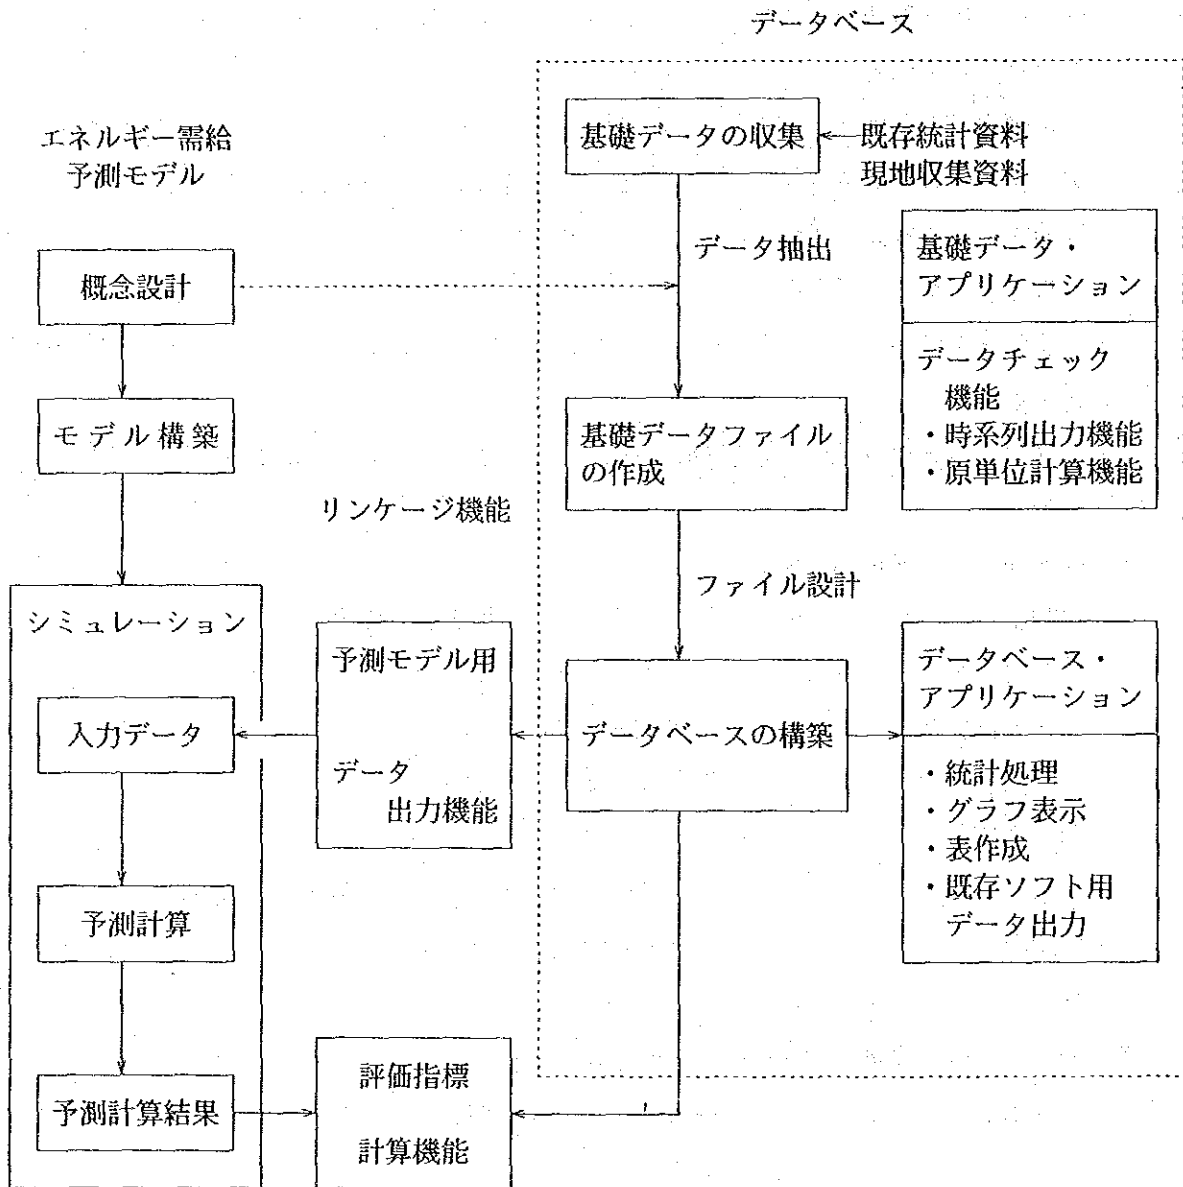 データベース
エネルギー需給
予測モデル
概念設計
モデル構築
シミュレーション
入力データ
予測計算
予測計算結果
リンケージ機能
予測モデル用
データ
出力機能
評価指標
計算機能
基礎データの収集
既存統計資料
現地収集資料
データ抽出
基礎データファイル
の作成
ファイル設計
データベースの構築
基礎データ・
アプリケーション
データチェック
機能
・時系列出力機能
・原単位計算機能
データベース・
アプリケーション
・統計処理
・グラフ表示
・表作成
・既存ソフト用
データ出力